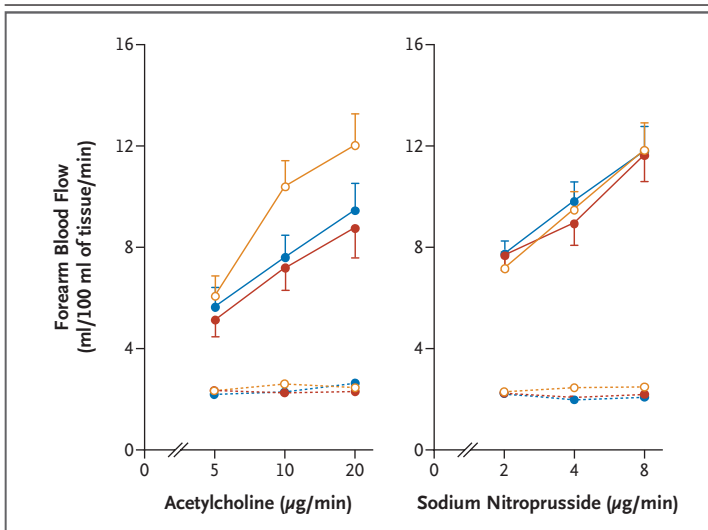 Forearm Blood Flow
(ml/100 ml of tissue/min)
16
12
8
4
0
0 5 10 20
Acetylcholine (µg/min)
16
12
8
4
0
0 2 4 8
Sodium Nitroprusside (µg/min)